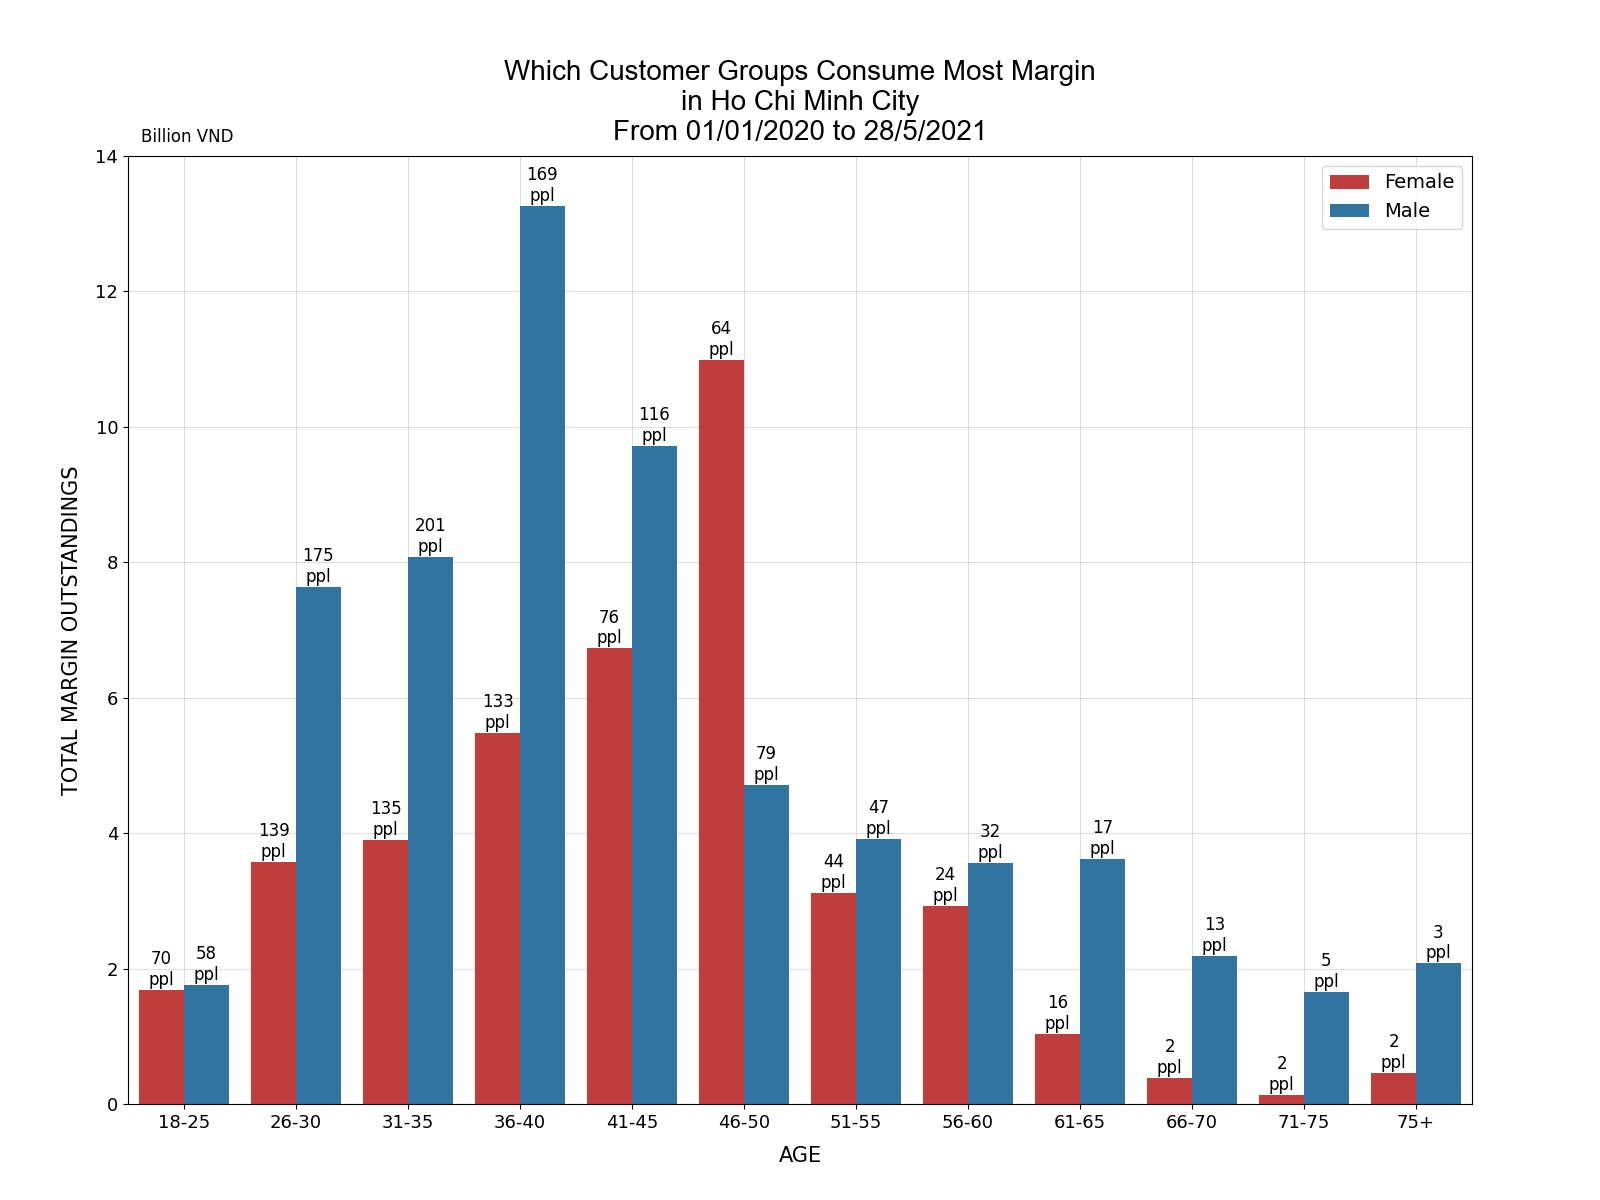 Which Customer Groups Consume Most Margin
in Ho Chi Minh City
From 01/01/2020 to 28/5/2021
Billion VND
Female
Male
14
12
10
8
6
4
2
0
TOTAL MARGIN OUTSTANDINGS
70
ppl
58
ppl
139
ppl
175
ppl
135
ppl
201
ppl
133
ppl
169
ppl
76
ppl
116
ppl
64
ppl
79
ppl
44
ppl
47
ppl
24
ppl
32
ppl
16
ppl
17
ppl
2
ppl
13
ppl
2
ppl
5
ppl
2
ppl
3
ppl
18-25
26-30
31-35
36-40
41-45
46-50
51-55
56-60
61-65
66-70
71-75
75+
AGE